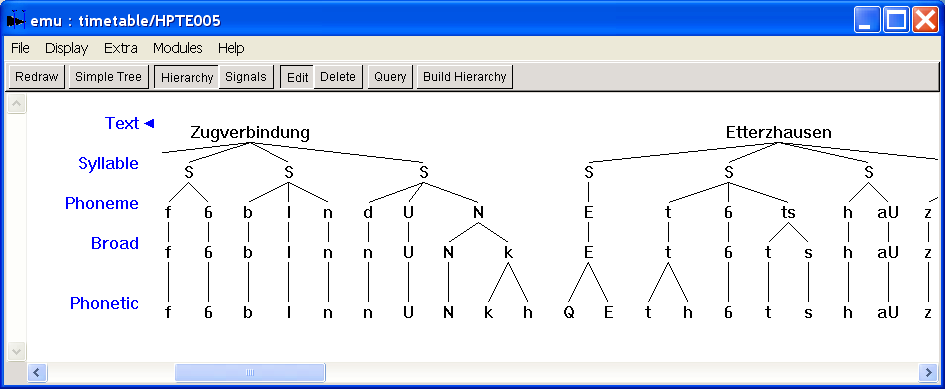 emu : timetable/HPTE005
File Display Extra Modules Help
Redraw Simple Tree Hierarchy Signals Edit Delete Query Build Hierarchy
Text Zugverbindung Etterzhausen
Syllable S S S S S S
Phoneme f 6 b I n d U N E t 6 ts h aU z
Broad f 6 b I n n U N k E t 6 t s h aU z
Phonetic f 6 b I n n U N k h Q E t h 6 t s h aU z